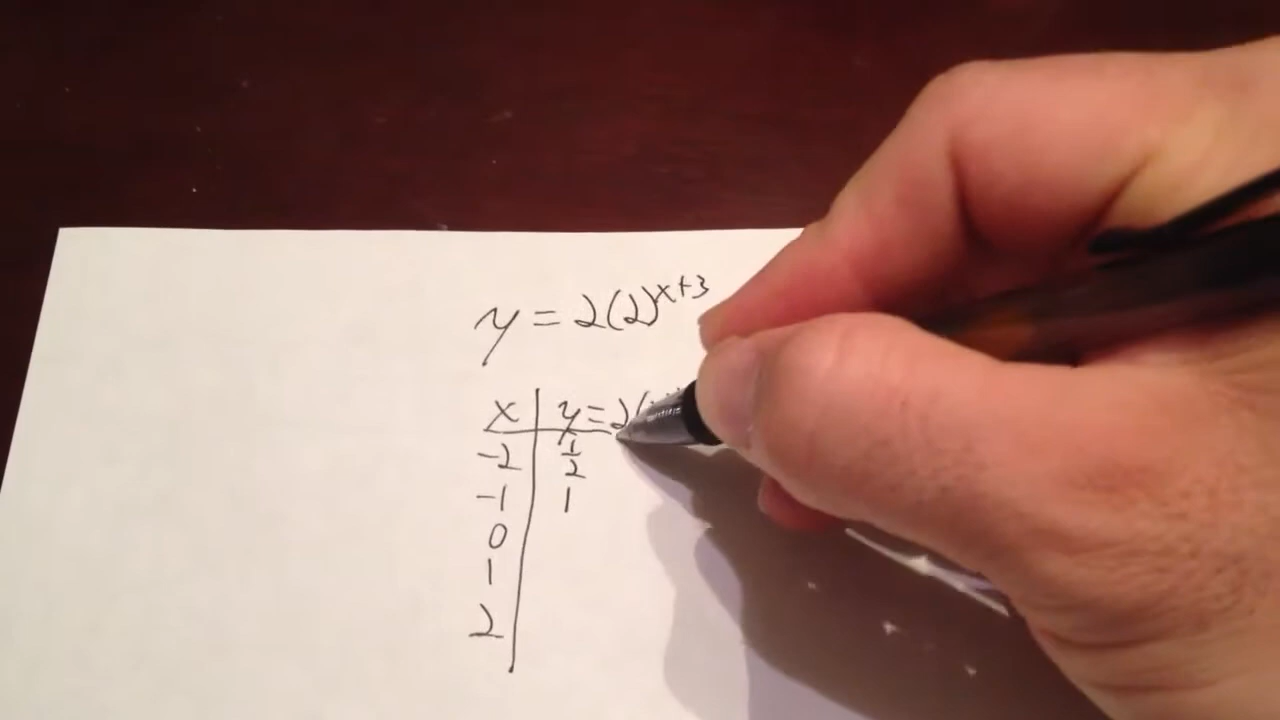 y = 2(2)^x+3
x | y = 2(
-2 | 1/2
-1 | 1
0
1
2